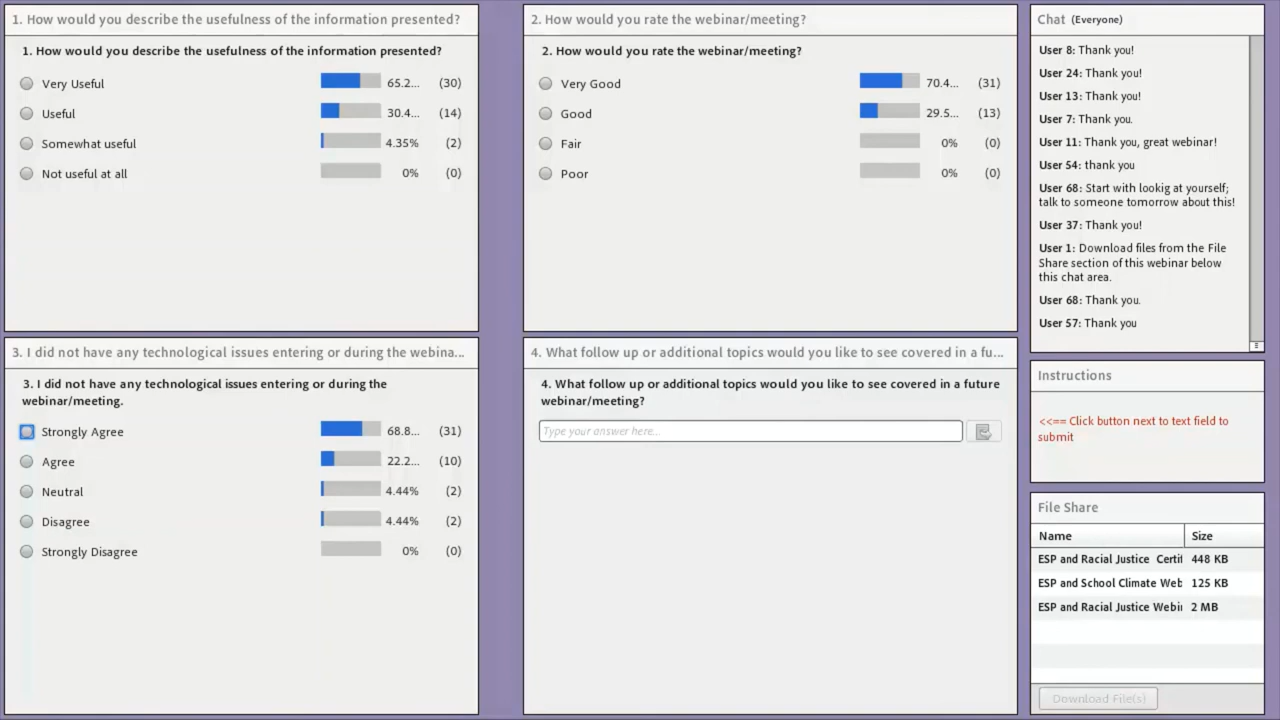 1. How would you describe the usefulness of the information presented?
1. How would you describe the usefulness of the information presented?
Very Useful 65.2... (30)
Useful 30.4... (14)
Somewhat useful 4.35% (2)
Not useful at all 0% (0)
2. How would you rate the webinar/meeting?
2. How would you rate the webinar/meeting?
Very Good 70.4... (31)
Good 29.5... (13)
Fair 0% (0)
Poor 0% (0)
Chat (Everyone)
User 8: Thank you!
User 24: Thank you!
User 13: Thank you!
User 7: Thank you.
User 11: Thank you, great webinar!
User 54: thank you
User 68: Start with lookig at yourself;
talk to someone tomorrow about this!
User 37: Thank you!
User 1: Download files from the File
Share section of this webinar below
this chat area.
User 68: Thank you.
User 57: Thank you
3. I did not have any technological issues entering or during the webina...
3. I did not have any technological issues entering or during the
webinar/meeting.
Strongly Agree 68.8... (31)
Agree 22.2... (10)
Neutral 4.44% (2)
Disagree 4.44% (2)
Strongly Disagree 0% (0)
4. What follow up or additional topics would you like to see covered in a fu...
4. What follow up or additional topics would you like to see covered in a future
webinar/meeting?
Type your answer here...
Instructions
<<== Click button next to text field to
submit
File Share
Name Size
ESP and Racial Justice Certif 448 KB
ESP and School Climate Web 125 KB
ESP and Racial Justice Webi 2 MB
Download File(s)